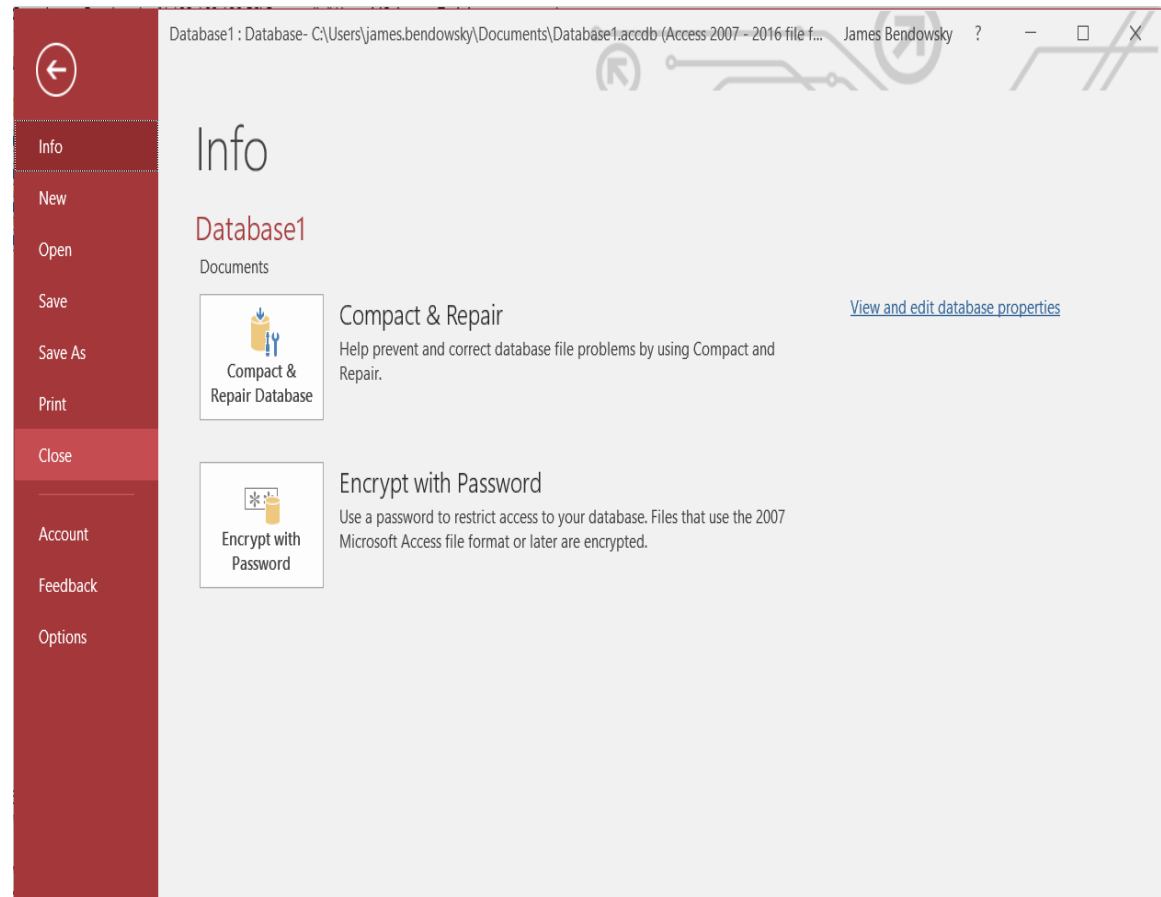 Database1 : Database- C:\Users\james.bendowsky\Documents\Database1.accdb (Access 2007 - 2016 file f... James Bendowsky ?
Info
New
Open
Save
Save As
Print
Close
Account
Feedback
Options
Info
Database1
Documents
Compact &
Repair Database
Compact & Repair
Help prevent and correct database file problems by using Compact and
Repair.
View and edit database properties
Encrypt with
Password
Encrypt with Password
Use a password to restrict access to your database. Files that use the 2007
Microsoft Access file format or later are encrypted.